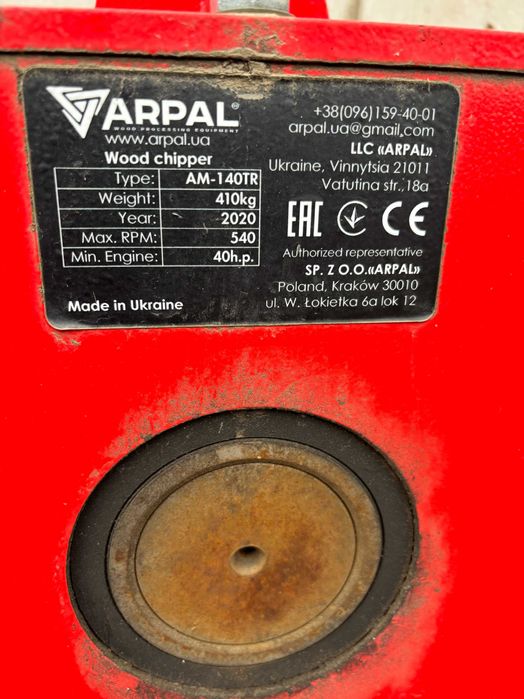 ARPAL®
WOOD PROCESSING EQUIPMENT
www.arpal.ua
Wood chipper
Type: AM-140TR
Weight: 410kg
Year: 2020
Max. RPM: 540
Min. Engine: 40h.p.
Made in Ukraine
+38(096)159-40-01
arpal.ua@gmail.com
LLC «ARPAL»
Ukraine, Vinnytsia 21011
Vatutina str. 18a
EAC CE
Authorized representative
SP. Z O.O.«ARPAL»
Poland, Kraków 30010
ul. W. Łokietka 6a lok 12